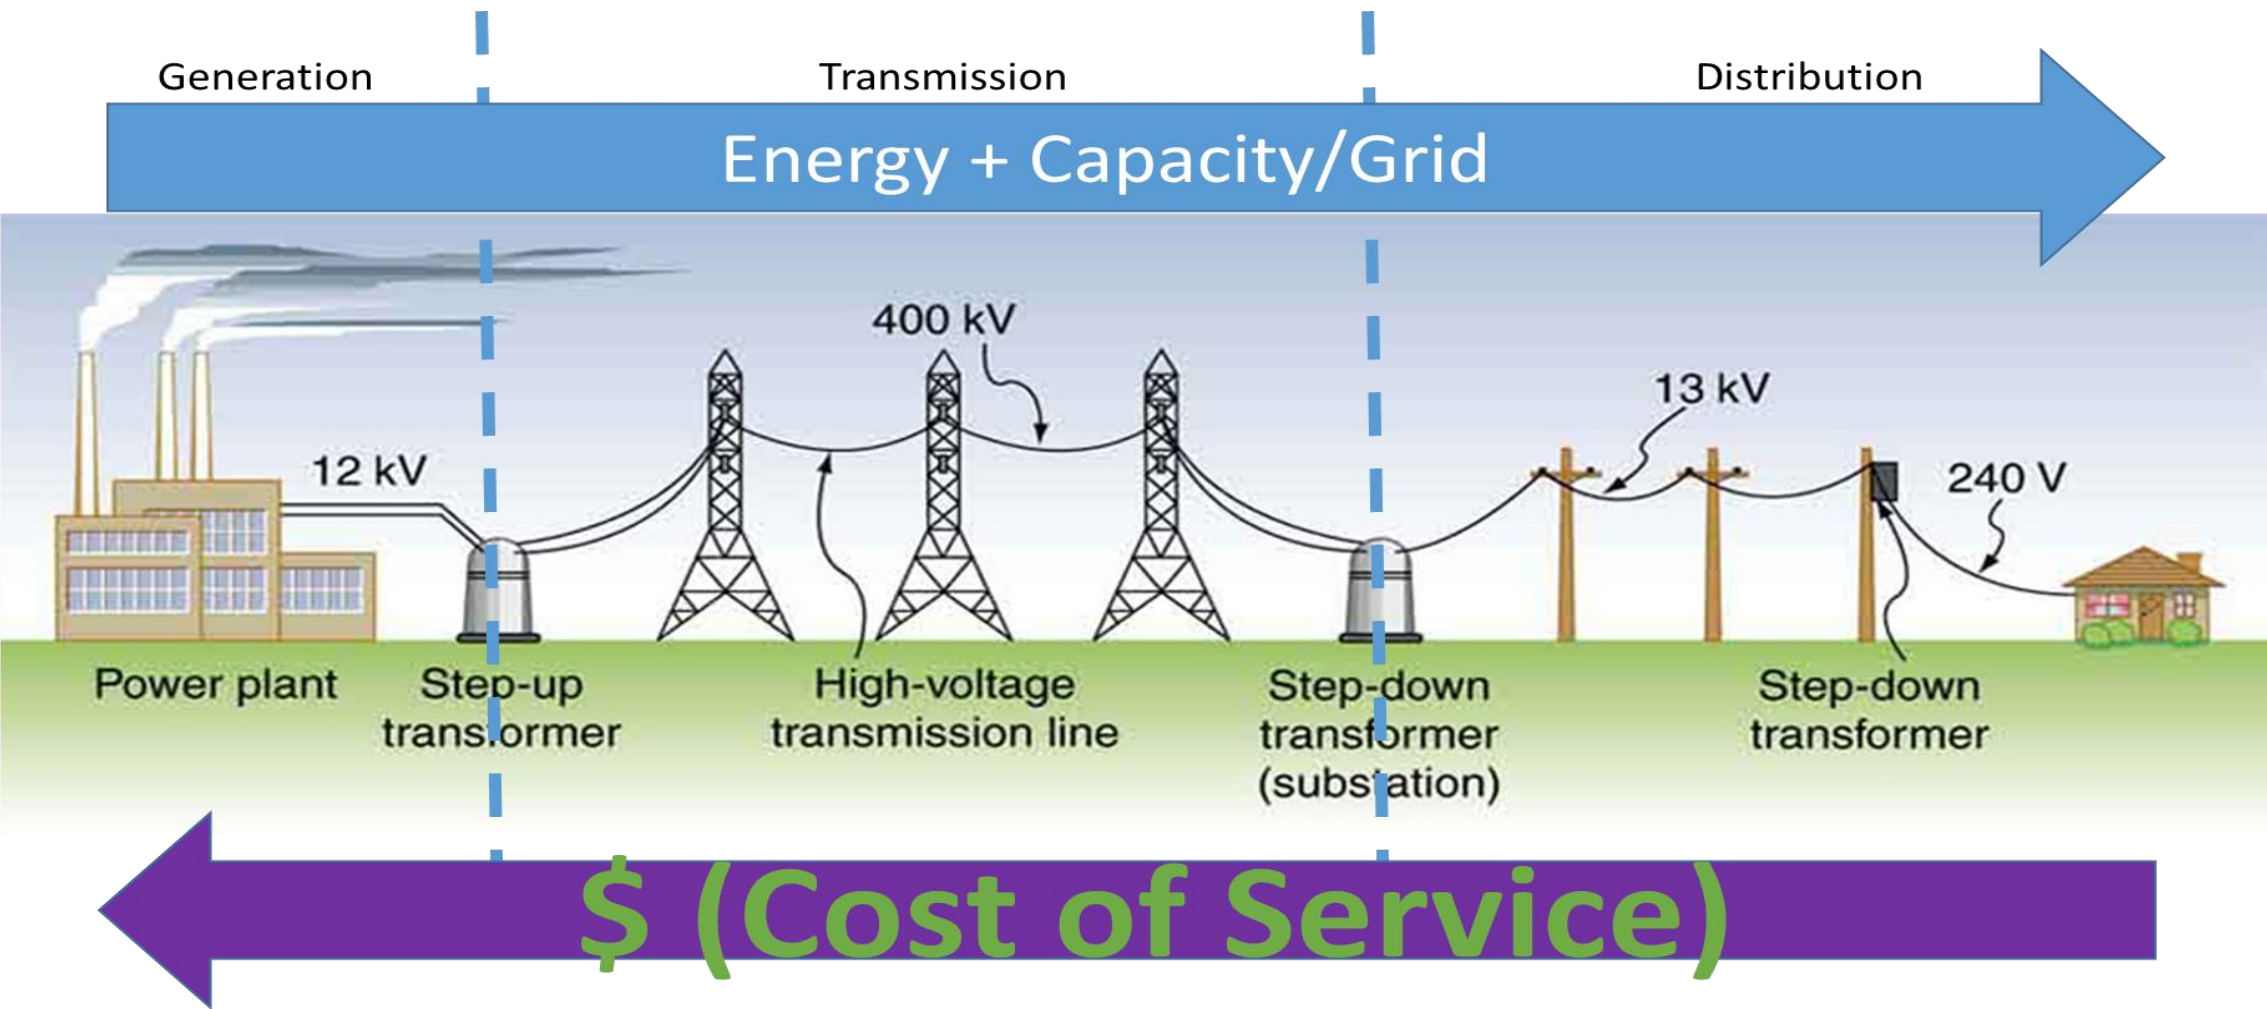 Generation
Transmission
Distribution
Energy + Capacity/Grid
400 kV
13 kV
12 kV
240 V
Power plant
Step-up
transformer
High-voltage
transmission line
Step-down
transformer
(substation)
Step-down
transformer
$ (Cost of Service)